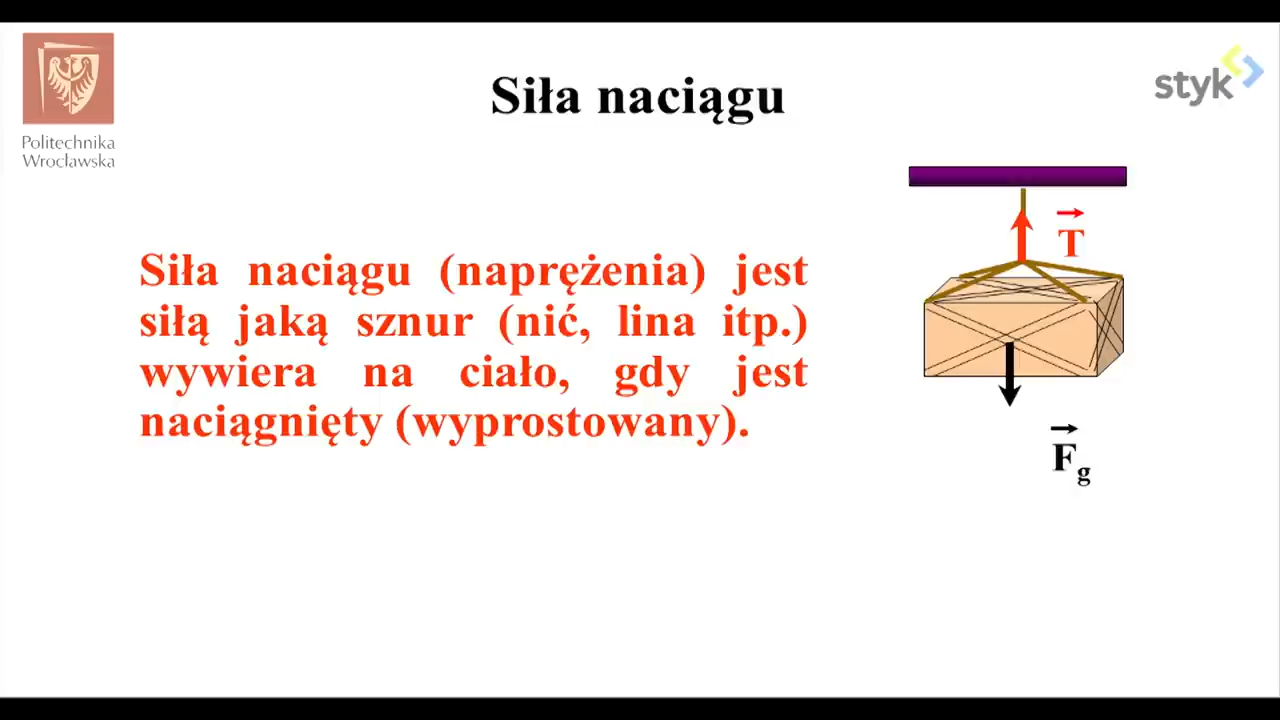 Politechnika
Wrocławska
Siła naciągu
styk
Siła naciągu (naprężenia) jest
siłą jaką sznur (nić, lina itp.)
wywiera na ciało, gdy jest
naciągnięty (wyprostowany).
T
Fg